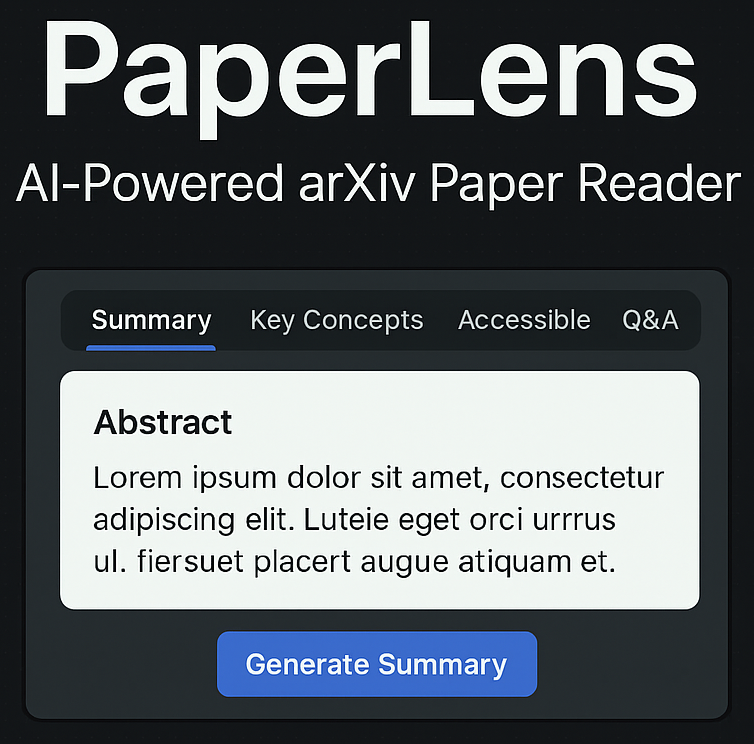 PaperLens
AI-Powered arXiv Paper Reader
Summary Key Concepts Accessible Q&A
Abstract
Lorem ipsum dolor sit amet, consectetur
adipiscing elit. Luteie eget orci urrrus
ul. fiersuet placert augue atiquam et.
Generate Summary